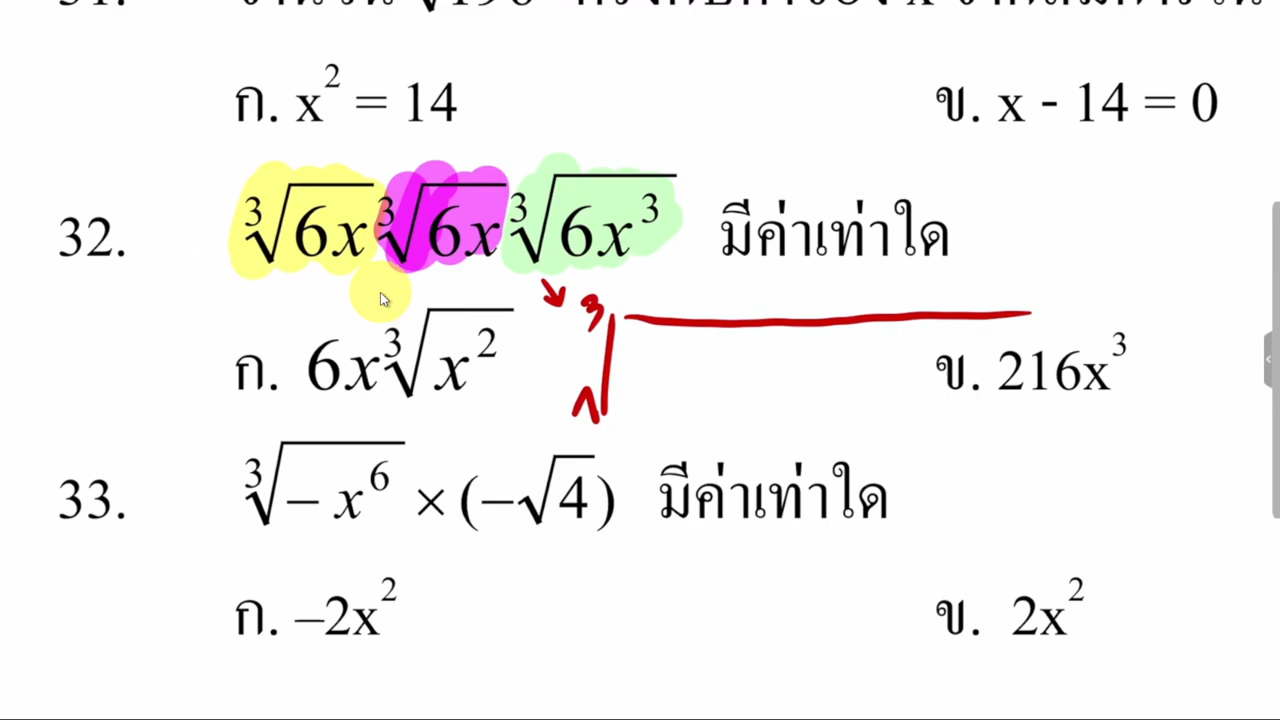 ก. x² = 14 ข. x - 14 = 0
32. ∛(6x) ∛(6x) ∛(6x³) มีค่าเท่าใด
3√
ก. 6x∛(x²) ข. 216x³
33. ∛(–x⁶) × (–√4) มีค่าเท่าใด
ก. –2x² ข. 2x²